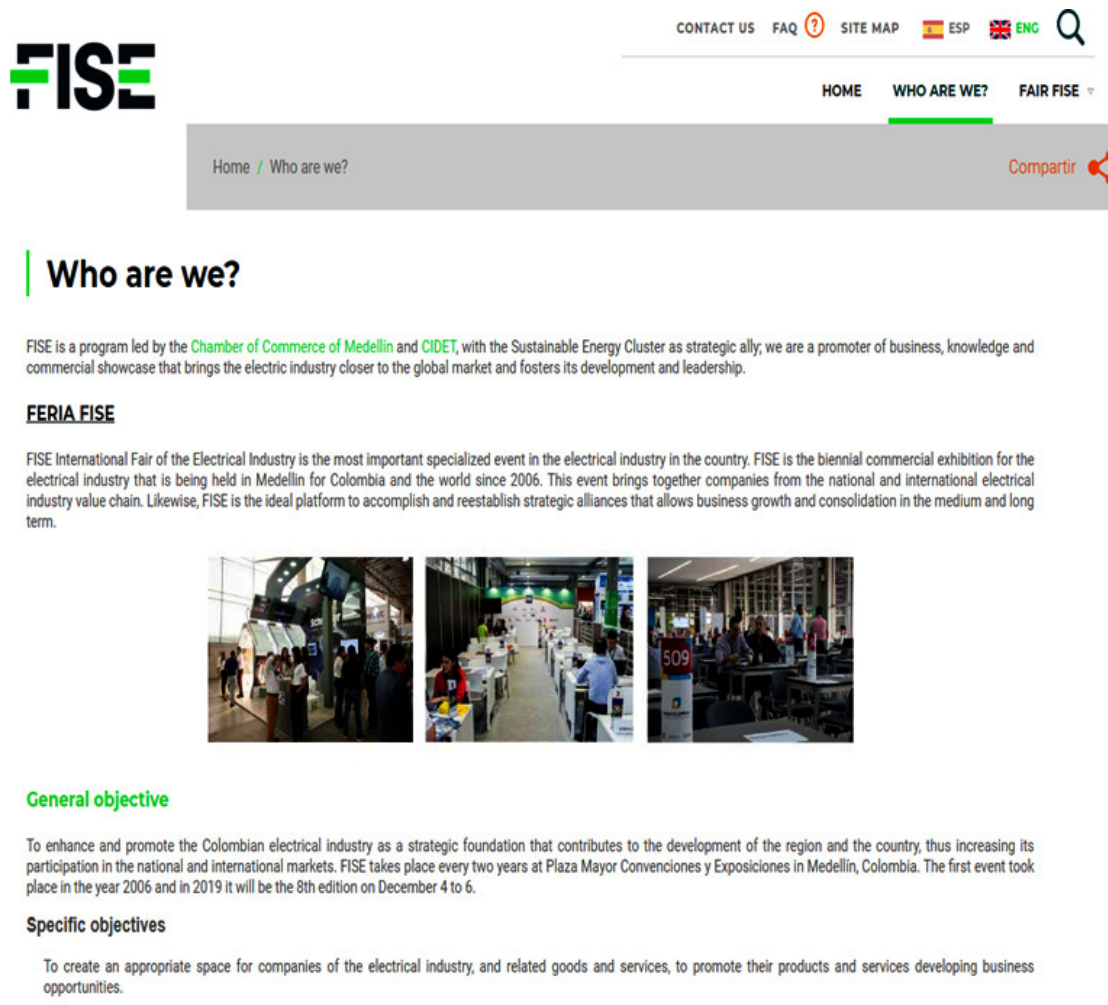 CONTACT US FAQ ? SITE MAP ESP ENG
FISE
HOME WHO ARE WE? FAIR FISE
Home / Who are we?
Compartir
Who are we?
FISE is a program led by the Chamber of Commerce of Medellín and CIDET, with the Sustainable Energy Cluster as strategic ally; we are a promoter of business, knowledge and
commercial showcase that brings the electric industry closer to the global market and fosters its development and leadership.
FERIA FISE
FISE International Fair of the Electrical Industry is the most important specialized event in the electrical industry in the country. FISE is the biennial commercial exhibition for the
electrical industry that is being held in Medellin for Colombia and the world since 2006. This event brings together companies from the national and international electrical
industry value chain. Likewise, FISE is the ideal platform to accomplish and reestablish strategic alliances that allows business growth and consolidation in the medium and long
term.
509
General objective
To enhance and promote the Colombian electrical industry as a strategic foundation that contributes to the development of the region and the country, thus increasing its
participation in the national and international markets. FISE takes place every two years at Plaza Mayor Convenciones y Exposiciones in Medellín, Colombia. The first event took
place in the year 2006 and in 2019 it will be the 8th edition on December 4 to 6.
Specific objectives
To create an appropriate space for companies of the electrical industry, and related goods and services, to promote their products and services developing business
opportunities.